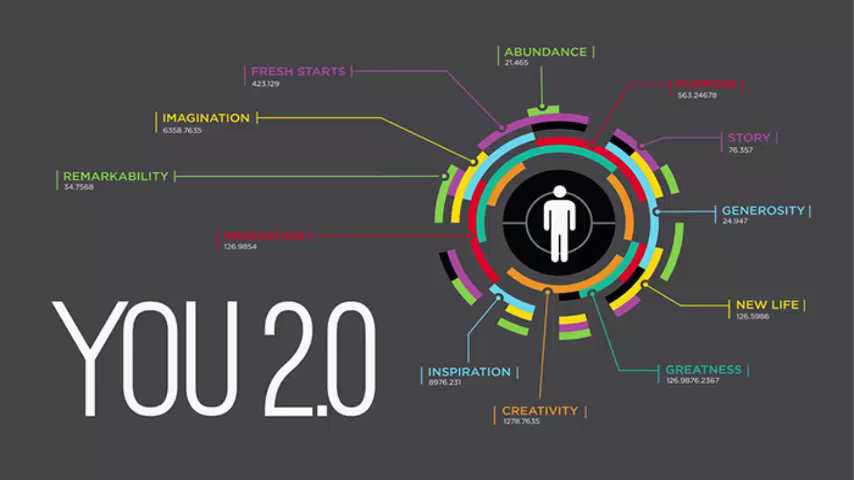 ABUNDANCE
21.465
FRESH STARTS
423.129
PURPOSE
563.24678
IMAGINATION
6358.7635
STORY
76.357
REMARKABILITY
34.7568
GENEROSITY
24.947
INNOVATION
126.9854
NEW LIFE
126.5986
YOU 2.0
INSPIRATION
8976.231
GREATNESS
126.9876.2367
CREATIVITY
1278.7635